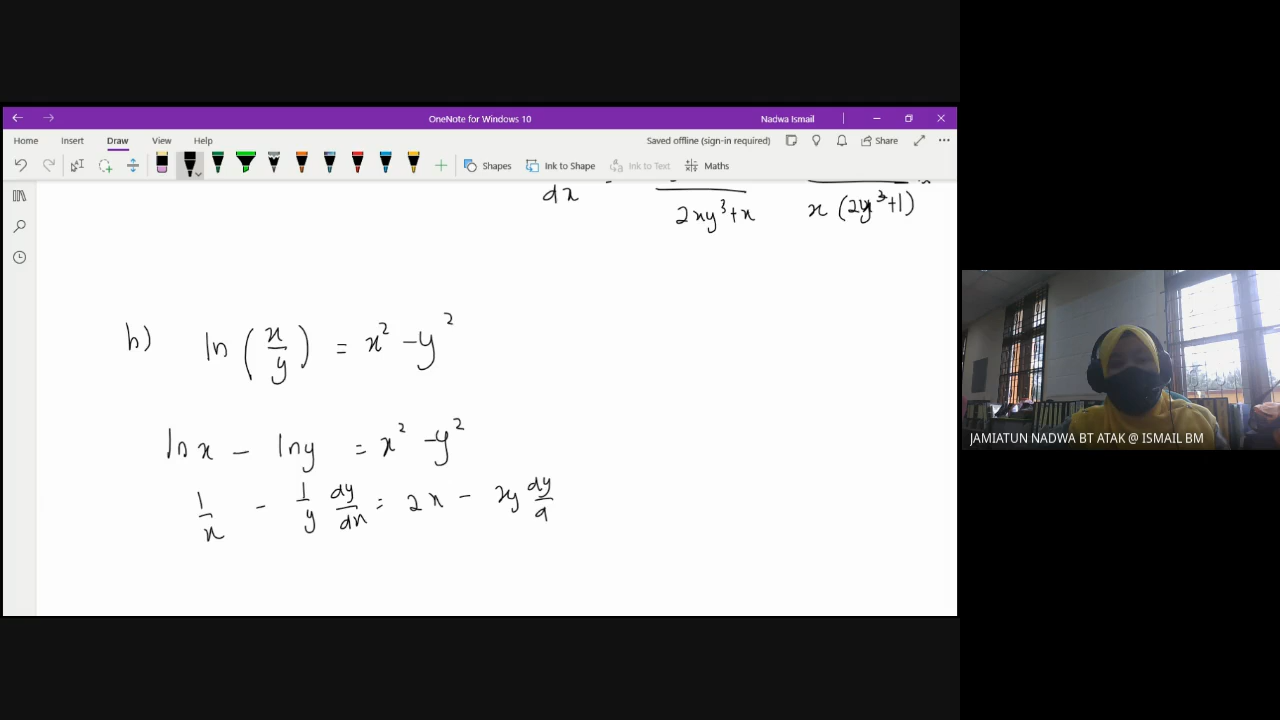 OneNote for Windows 10
Nadwa Ismail
Home Insert Draw View Help
Saved offline (sign-in required)
Share
Shapes Ink to Shape Ink to Text Maths
dx
2xy³+x x (2y³+1)
b) ln (x/y) = x² - y²
ln x - ln y = x² - y²
1/x - 1/y dy/dx = 2x - 2y dy/d
JAMIATUN NADWA BT ATAK @ ISMAIL BM